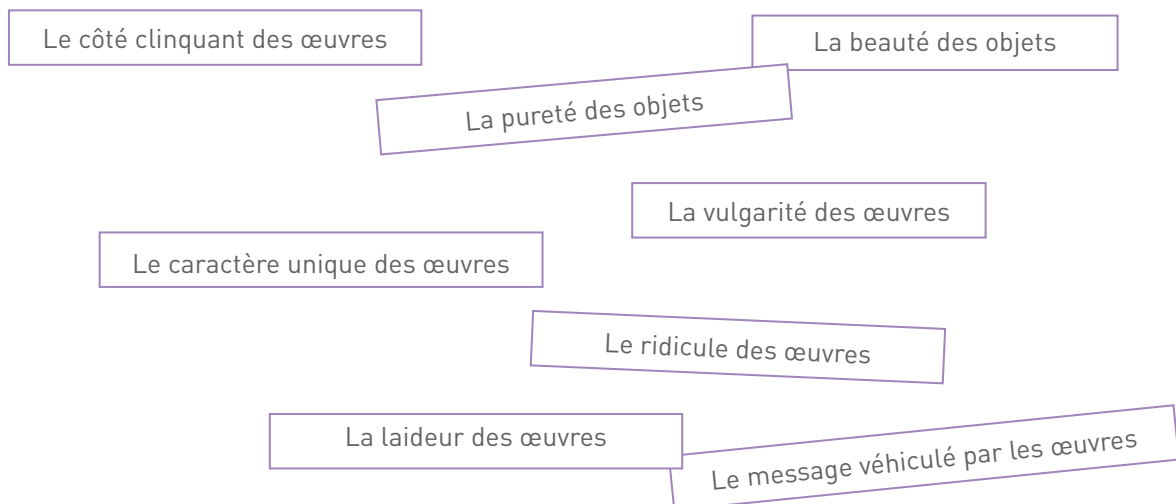 Le côté clinquant des œuvres
La beauté des objets
La pureté des objets
La vulgarité des œuvres
Le caractère unique des œuvres
Le ridicule des œuvres
La laideur des œuvres
Le message véhiculé par les œuvres